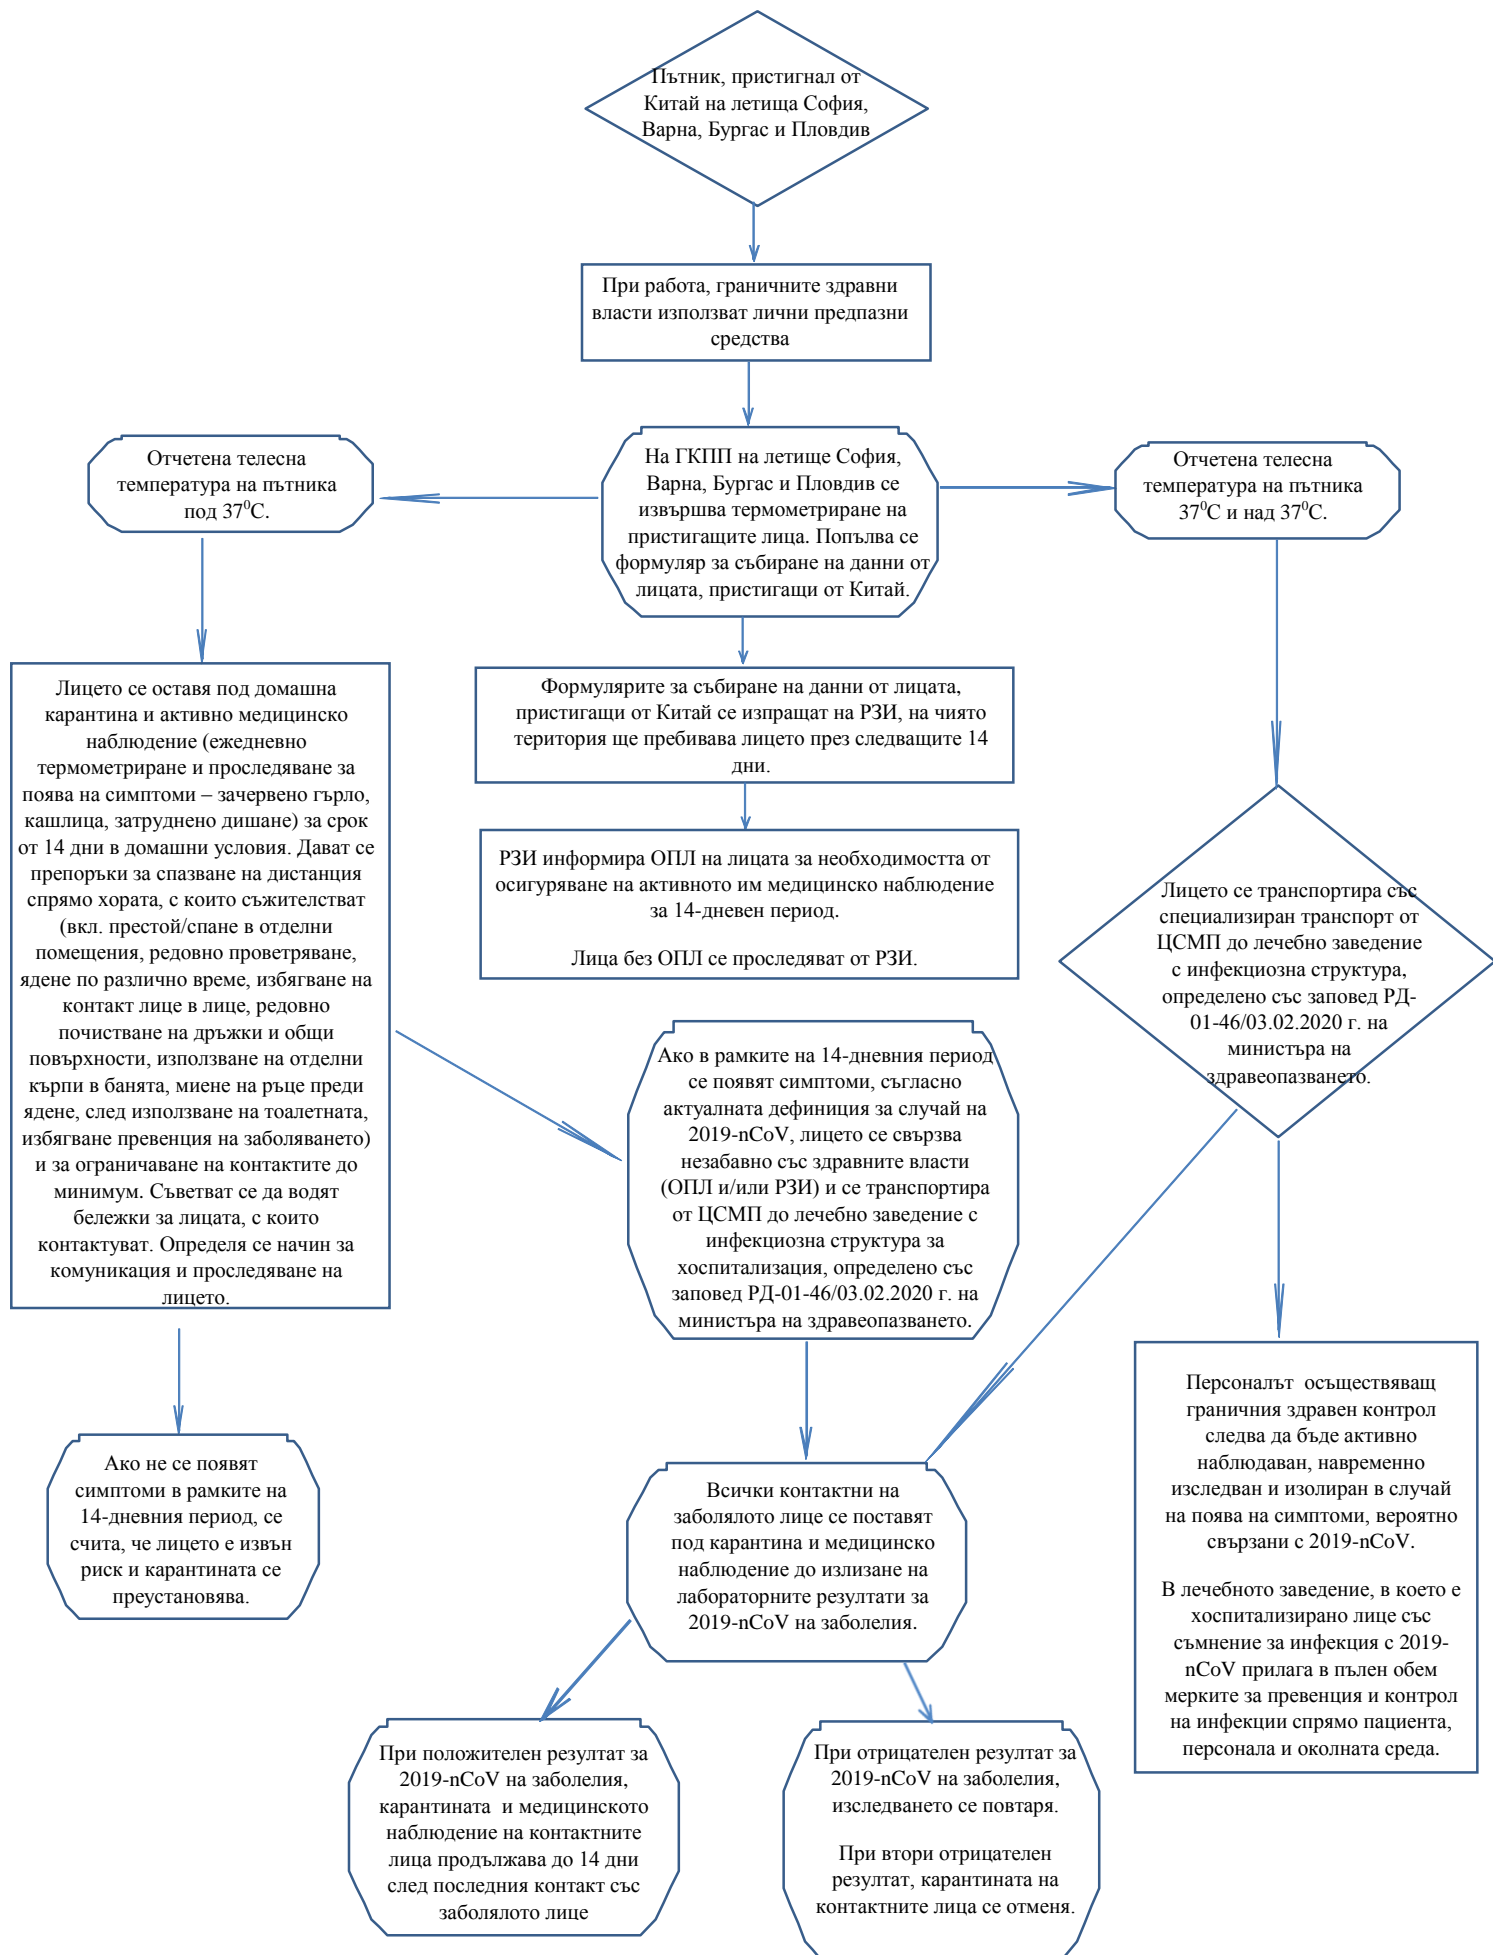 Пътник, пристигнал от
Китай на летища София,
Варна, Бургас и Пловдив
При работа, граничните здравни
власти използват лични предпазни
средства
Отчетена телесна
температура на пътника
под 37⁰С.
На ГКПП на летище София,
Варна, Бургас и Пловдив се
извършва термометриране на
пристигащите лица. Попълва се
формуляр за събиране на данни от
лицата, пристигащи от Китай.
Отчетена телесна
температура на пътника
37⁰С и над 37⁰С.
Лицето се оставя под домашна
карантина и активно медицинско
наблюдение (ежедневно
термометриране и проследяване за
поява на симптоми – зачервено гърло,
кашлица, затруднено дишане) за срок
от 14 дни в домашни условия. Дават се
препоръки за спазване на дистанция
спрямо хората, с които съжителстват
(вкл. престой/спане в отделни
помещения, редовно проветряване,
ядене по различно време, избягване на
контакт лице в лице, редовно
почистване на дръжки и общи
повърхности, използване на отделни
кърпи в банята, миене на ръце преди
ядене, след използване на тоалетната,
избягване превенция на заболяването)
и за ограничаване на контактите до
минимум. Съветват се да водят
бележки за лицата, с които
контактуват. Определя се начин за
комуникация и проследяване на
лицето.
Формулярите за събиране на данни от лицата,
пристигащи от Китай се изпращат на РЗИ, на чиято
територия ще пребивава лицето през следващите 14
дни.
РЗИ информира ОПЛ на лицата за необходимостта от
осигуряване на активното им медицинско наблюдение
за 14-дневен период.
Лица без ОПЛ се проследяват от РЗИ.
Лицето се транспортира със
специализиран транспорт от
ЦСМП до лечебно заведение
с инфекциозна структура,
определено със заповед РД-
01-46/03.02.2020 г. на
министъра на
здравеопазването.
Ако в рамките на 14-дневния период
се появят симптоми, съгласно
актуалната дефиниция за случай на
2019-nCoV, лицето се свързва
незабавно със здравните власти
(ОПЛ и/или РЗИ) и се транспортира
от ЦСМП до лечебно заведение с
инфекциозна структура за
хоспитализация, определено със
заповед РД-01-46/03.02.2020 г. на
министъра на здравеопазването.
Ако не се появят
симптоми в рамките на
14-дневния период, се
счита, че лицето е извън
риск и карантината се
преустановява.
Всички контактни на
заболялото лице се поставят
под карантина и медицинско
наблюдение до излизане на
лабораторните резултати за
2019-nCoV на заболелия.
Персоналът  осъществяващ
граничния здравен контрол
следва да бъде активно
наблюдаван, навременно
изследван и изолиран в случай
на поява на симптоми, вероятно
свързани с 2019-nCoV.
В лечебното заведение, в което е
хоспитализирано лице със
съмнение за инфекция с 2019-
nCoV прилага в пълен обем
мерките за превенция и контрол
на инфекции спрямо пациента,
персонала и околната среда.
При положителен резултат за
2019-nCoV на заболелия,
карантината  и медицинското
наблюдение на контактните
лица продължава до 14 дни
след последния контакт със
заболялото лице
При отрицателен резултат за
2019-nCoV на заболелия,
изследването се повтаря.
При втори отрицателен
резултат, карантината на
контактните лица се отменя.